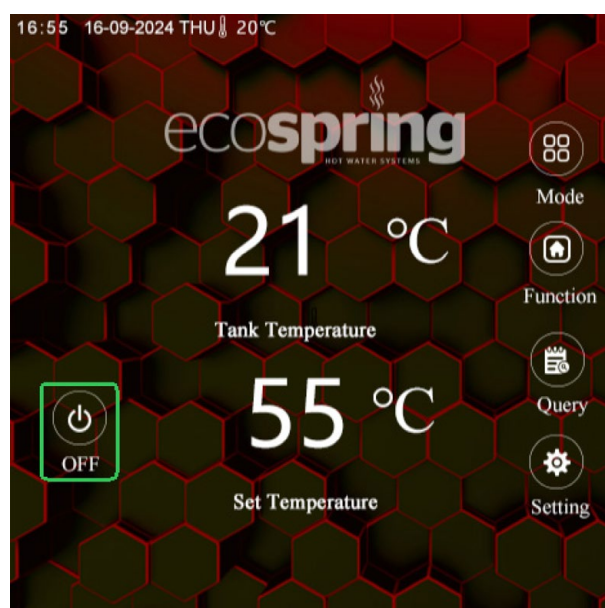 16:55 16-09-2024 THU 20℃
ecospring
HOT WATER SYSTEMS
Mode
21 °C
Function
Tank Temperature
55 °C
Query
OFF
Set Temperature
Setting